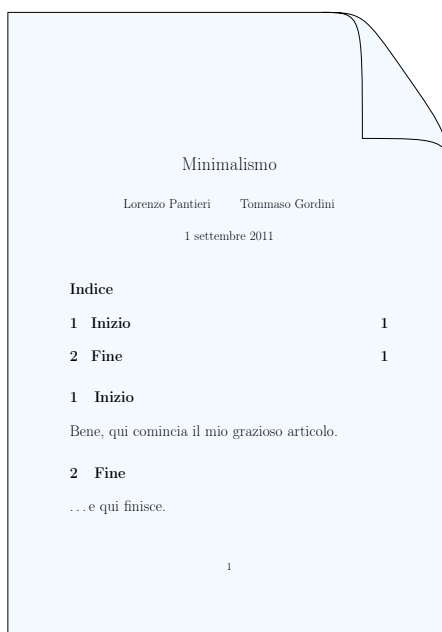 Minimalismo
Lorenzo Pantieri Tommaso Gordini
1 settembre 2011
Indice
1 Inizio 1
2 Fine 1
1 Inizio
Bene, qui comincia il mio grazioso articolo.
2 Fine
...e qui finisce.
1